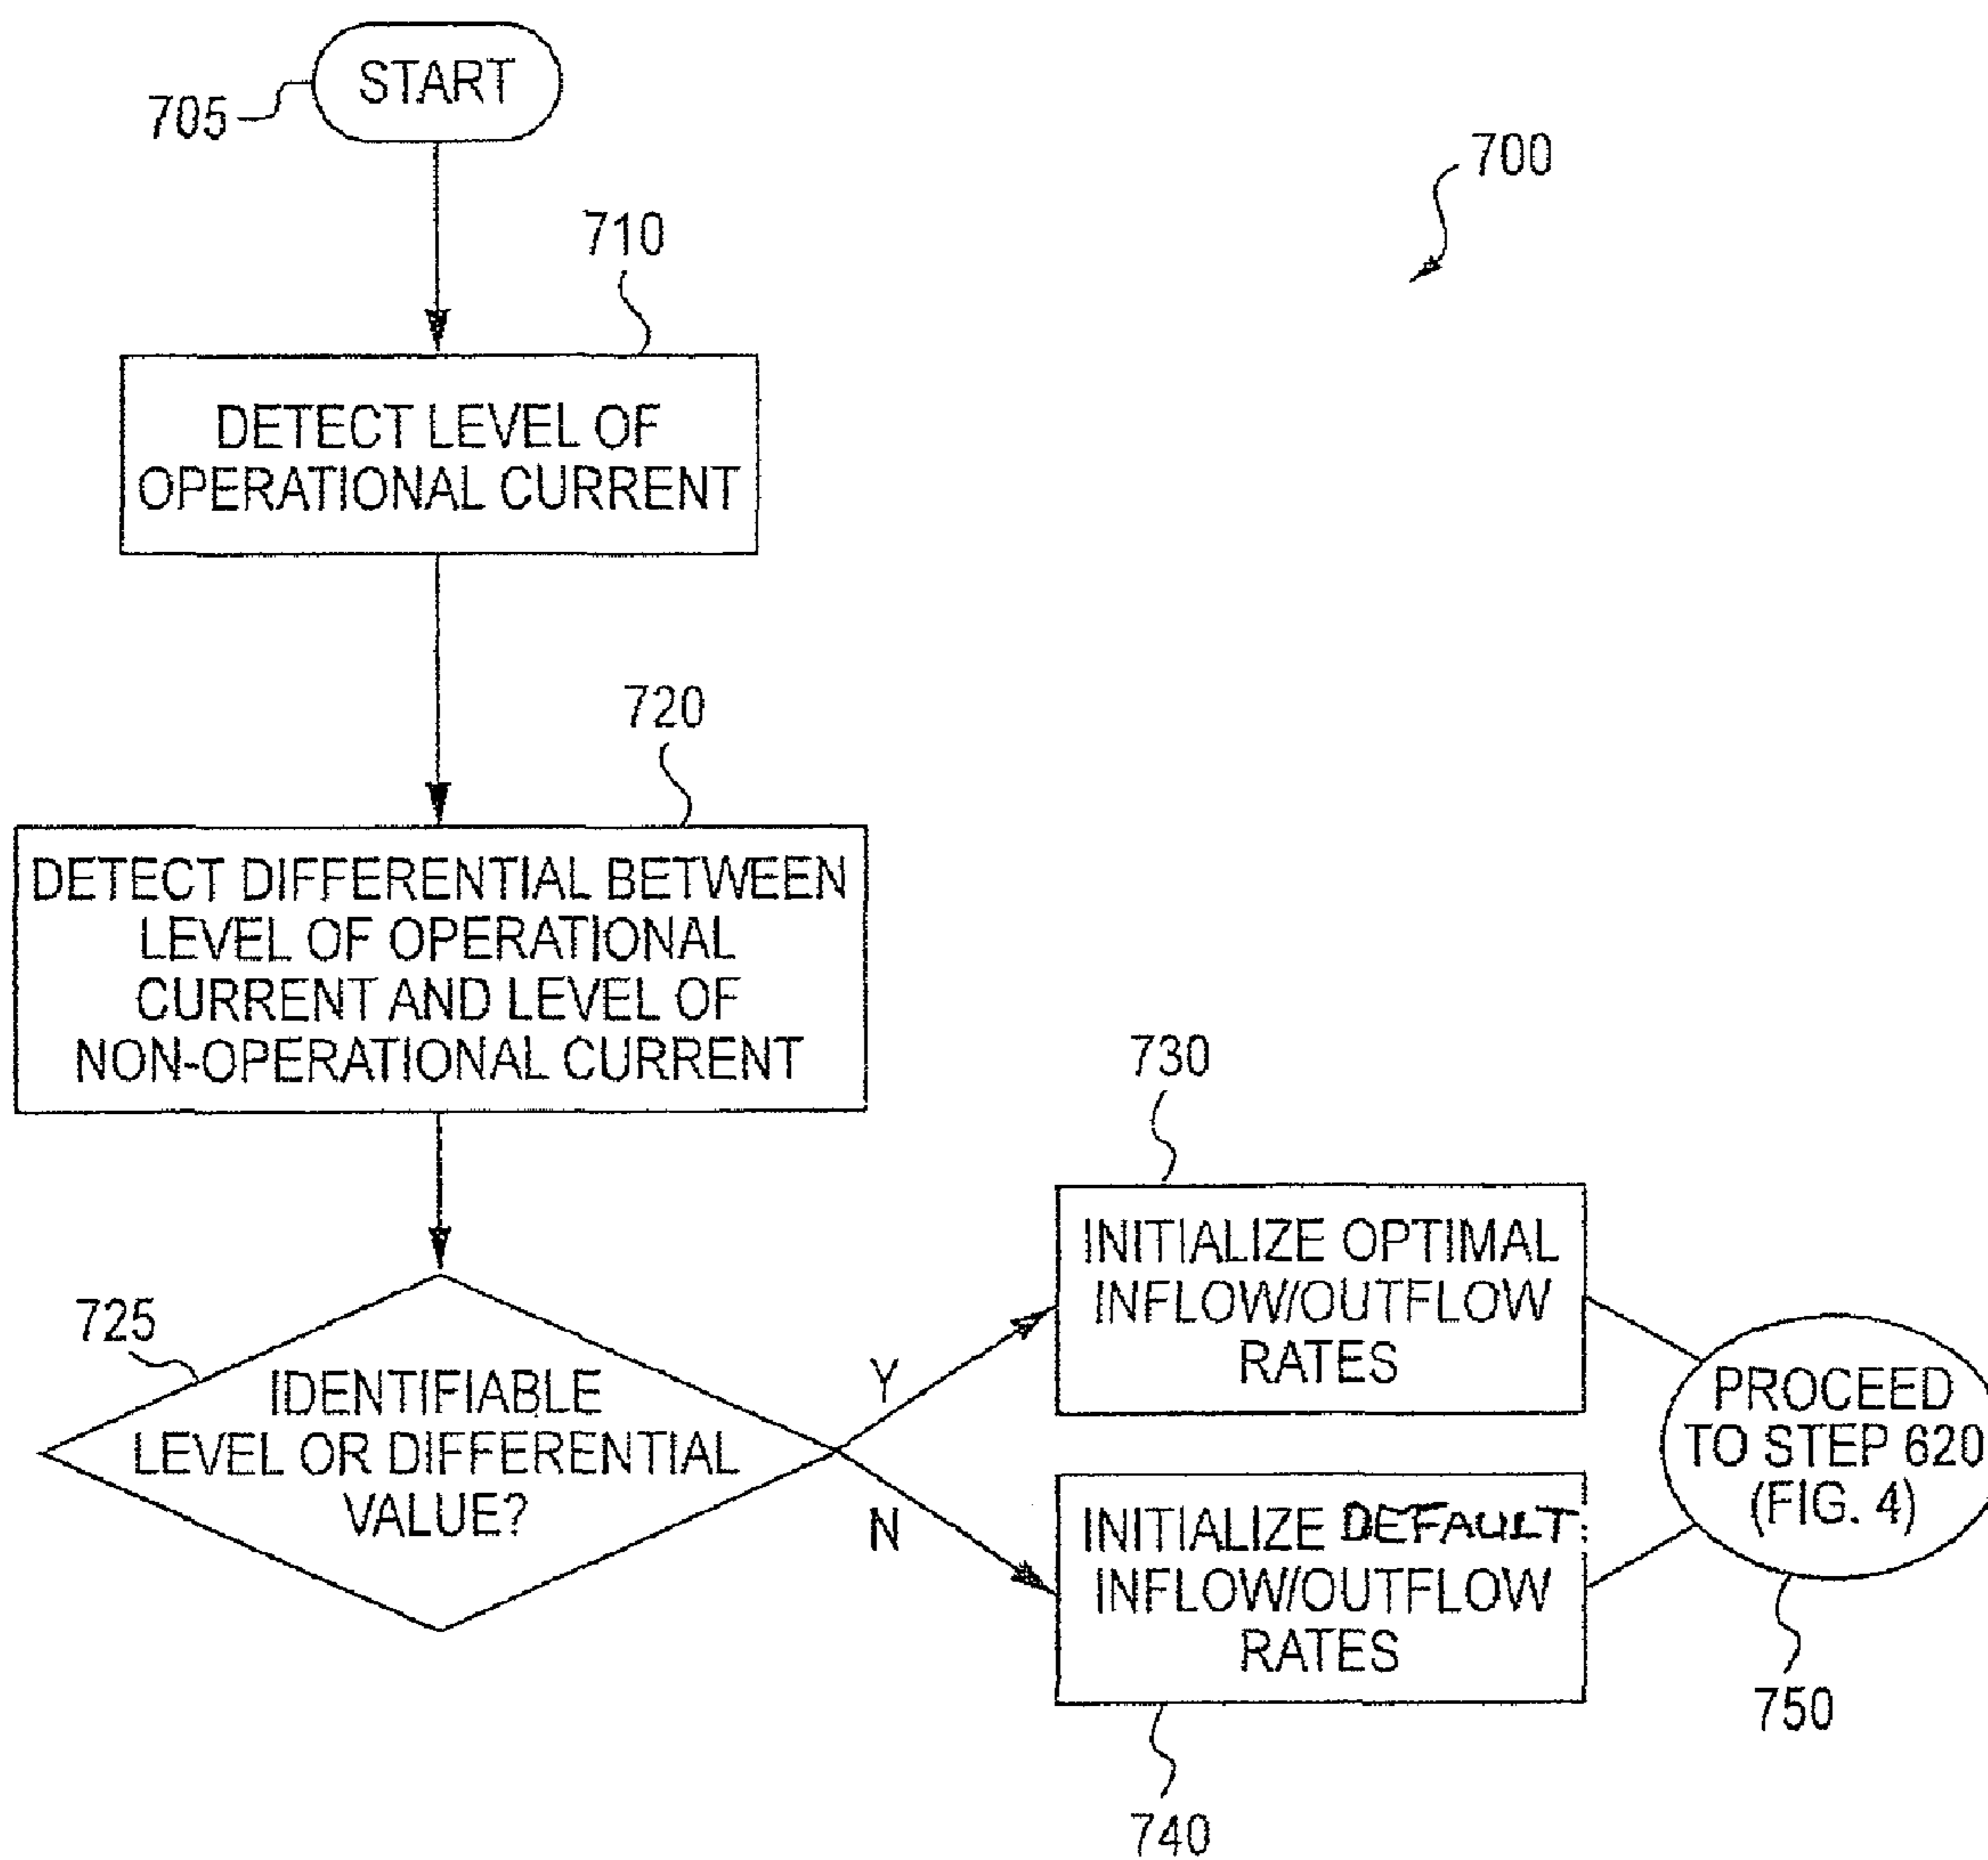 START
705
700
710
DETECT LEVEL OF
OPERATIONAL CURRENT
720
DETECT DIFFERENTIAL BETWEEN
LEVEL OF OPERATIONAL
CURRENT AND LEVEL OF
NON-OPERATIONAL CURRENT
725
IDENTIFIABLE
LEVEL OR DIFFERENTIAL
VALUE?
Y
N
730
INITIALIZE OPTIMAL
INFLOW/OUTFLOW
RATES
INITIALIZE DEFAULT
INFLOW/OUTFLOW
RATES
740
PROCEED
TO STEP 620
(FIG. 4)
750